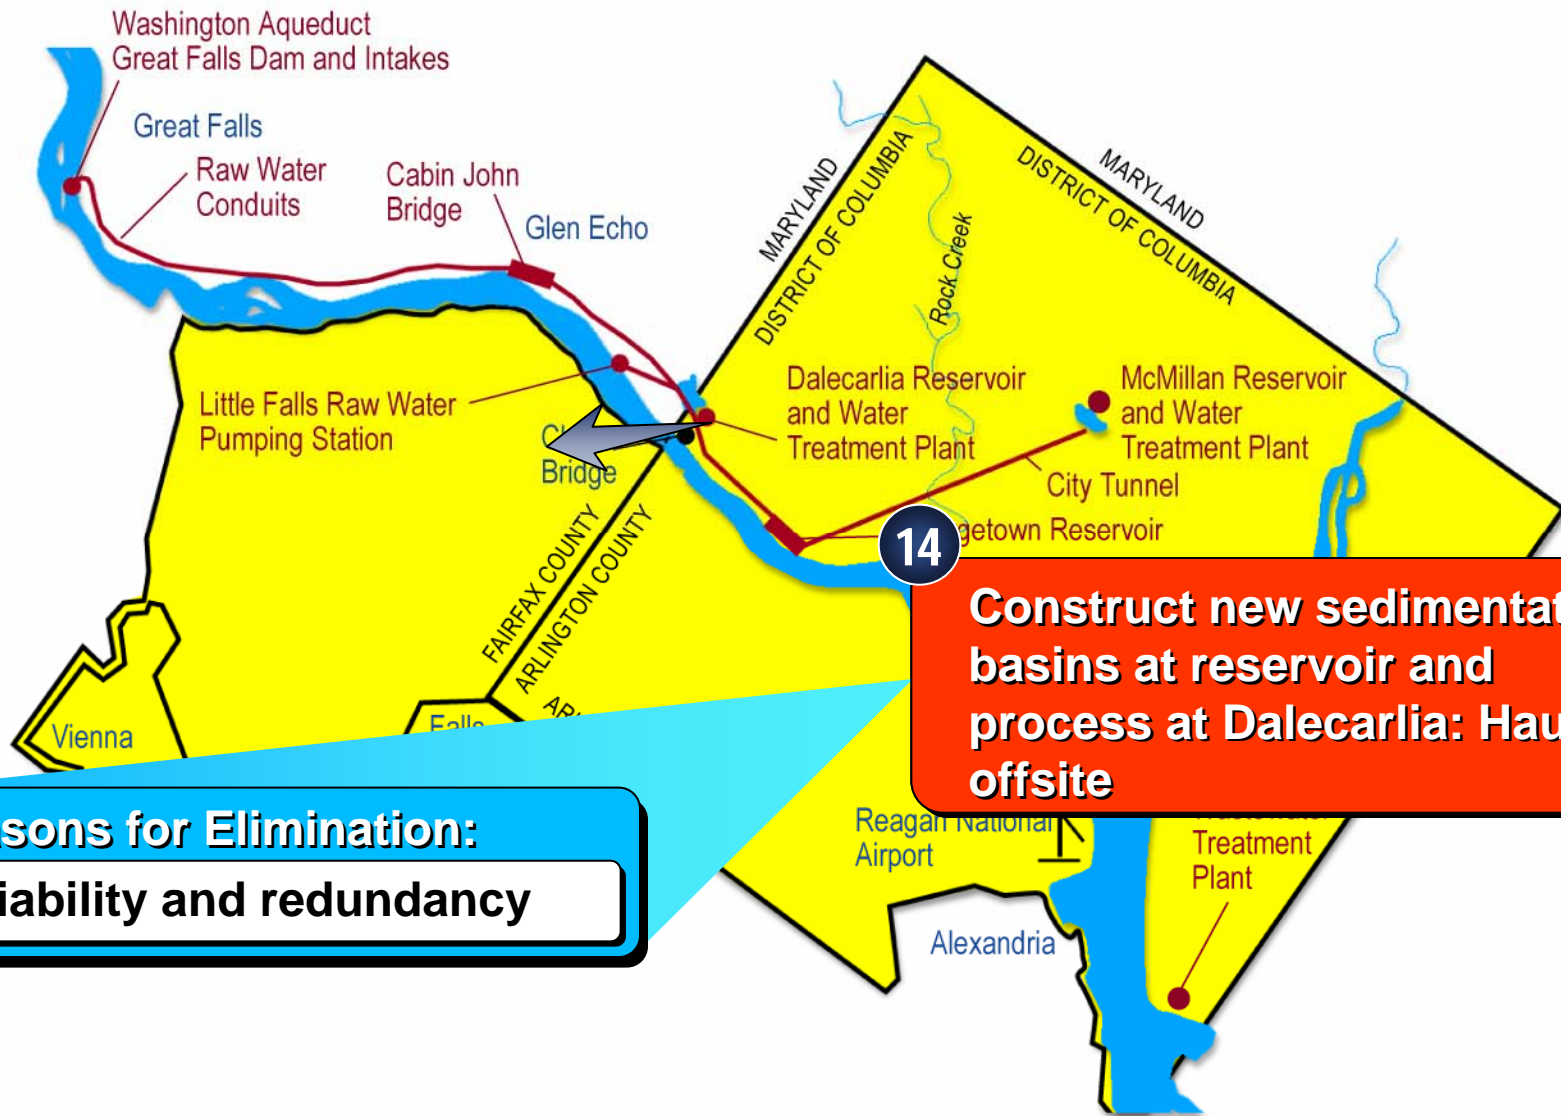 Washington Aqueduct
Great Falls Dam and Intakes
Great Falls
Raw Water
Conduits
Cabin John
Bridge
Glen Echo
MARYLAND
DISTRICT OF COLUMBIA
MARYLAND
DISTRICT OF COLUMBIA
Rock Creek
Little Falls Raw Water
Pumping Station
Bridge
Dalecarlia Reservoir
and Water
Treatment Plant
McMillan Reservoir
and Water
Treatment Plant
City Tunnel
getown Reservoir
FAIRFAX COUNTY
ARLINGTON COUNTY
14
Construct new sedimentat
basins at reservoir and
process at Dalecarlia: Hau
offsite
Vienna
Falls
sons for Elimination:
iability and redundancy
Reagan National
Airport
Treatment
Plant
Alexandria